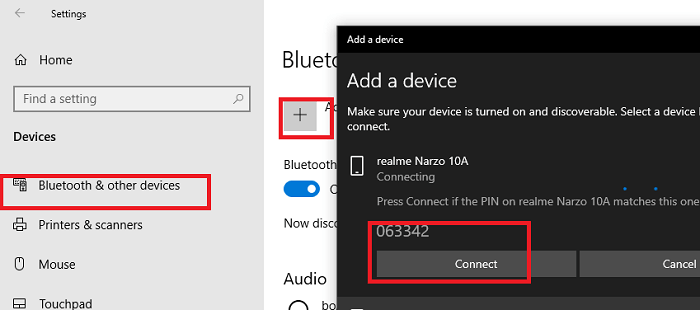 Settings
Home
Find a setting
Devices
Bluetooth & other devices
Printers & scanners
Mouse
Touchpad
Bluetooth
Now disco
Audio
Add a device
Add a device
Make sure your device is turned on and discoverable. Select a device
connect.
realme Narzo 10A
Connecting
Press Connect if the PIN on realme Narzo 10A matches this one
063342
Connect
Cancel